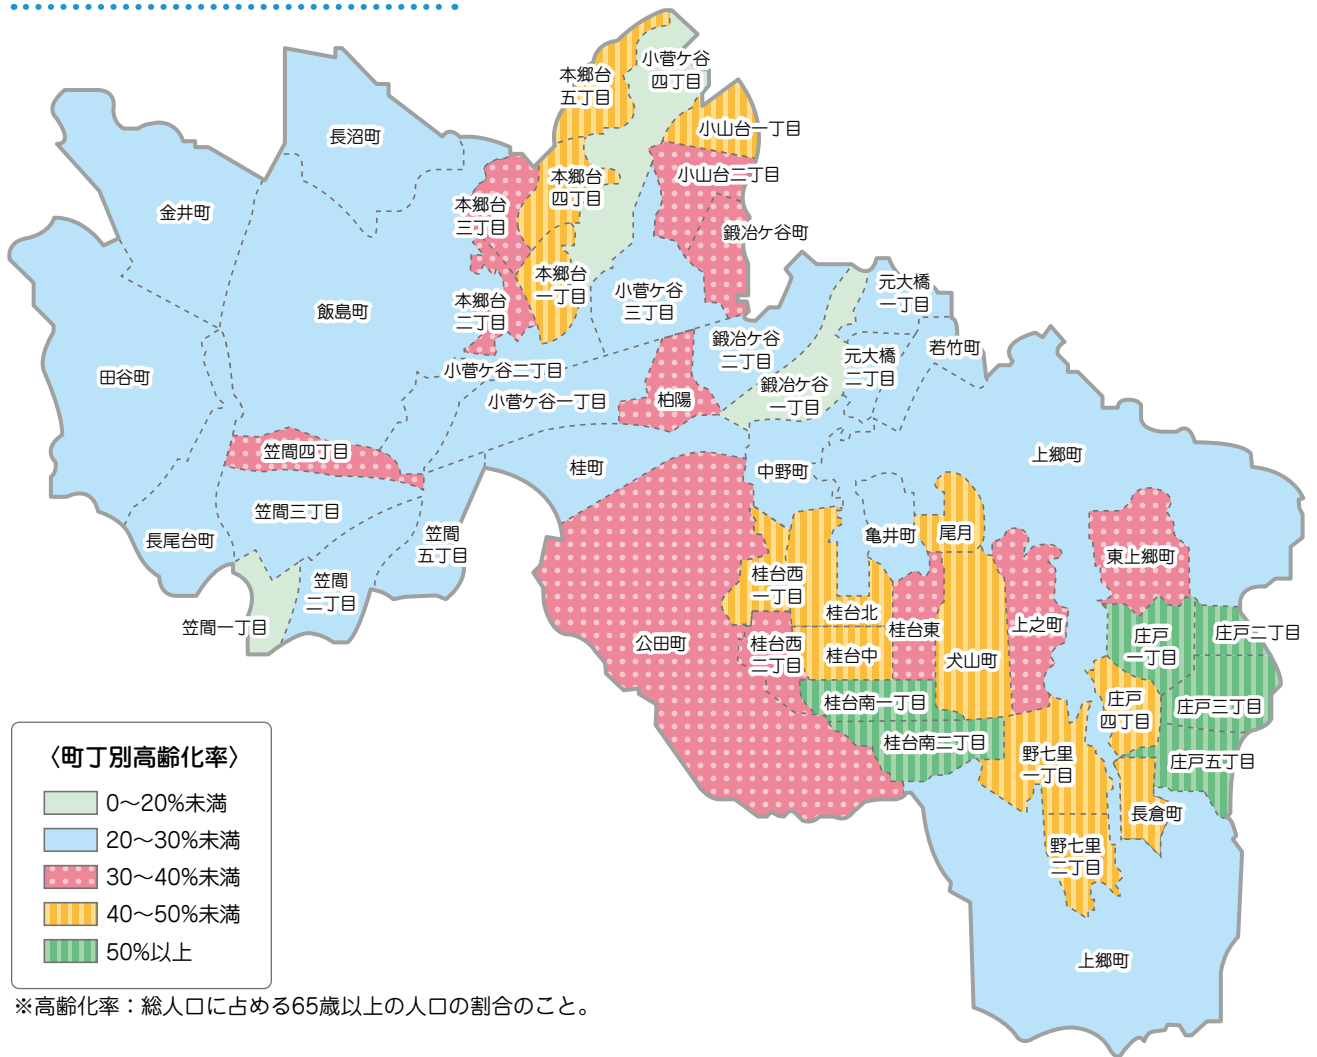 小菅ケ谷
四丁目
本郷台
五丁目
小山台一丁目
長沼町
小山台二丁目
本郷台
四丁目
金井町
本郷台
三丁目
鍛冶ケ谷町
本郷台
一丁目
小菅ケ谷
三丁目
元大橋
一丁目
飯島町
本郷台
二丁目
鍛冶ケ谷
二丁目
若竹町
元大橋
二丁目
田谷町
小菅ケ谷二丁目
鍛冶ケ谷
一丁目
小菅ケ谷一丁目
柏陽
笠間四丁目
桂町
中野町
上郷町
笠間三丁目
長尾台町
笠間
五丁目
亀井町
尾月
東上郷町
笠間
二丁目
桂台西
一丁目
笠間一丁目
桂台北
桂台東
上之町
庄戸
一丁目
庄戸二丁目
公田町
桂台西
二丁目
桂台中
犬山町
桂台南一丁目
庄戸
四丁目
庄戸三丁目
桂台南二丁目
野七里
一丁目
庄戸五丁目
長倉町
野七里
二丁目
上郷町
〈町丁別高齢化率〉
0〜20%未満
20〜30%未満
30〜40%未満
40〜50%未満
50%以上
※高齢化率：総人口に占める65歳以上の人口の割合のこと。